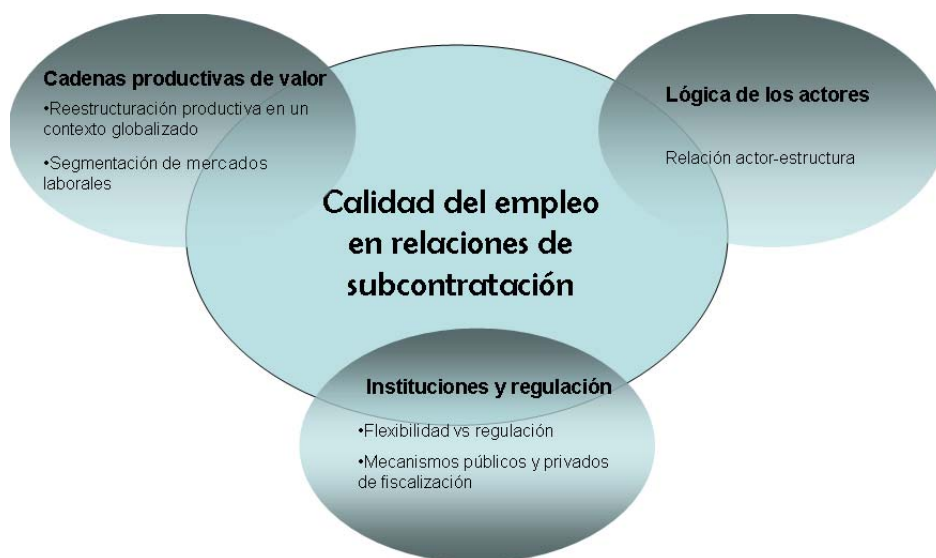 Cadenas productivas de valor
•Reestructuración productiva en un
contexto globalizado
•Segmentación de mercados
laborales
Lógica de los actores
Relación actor-estructura
Calidad del empleo
en relaciones de
subcontratación
Instituciones y regulación
•Flexibilidad vs regulación
•Mecanismos públicos y privados
de fiscalización